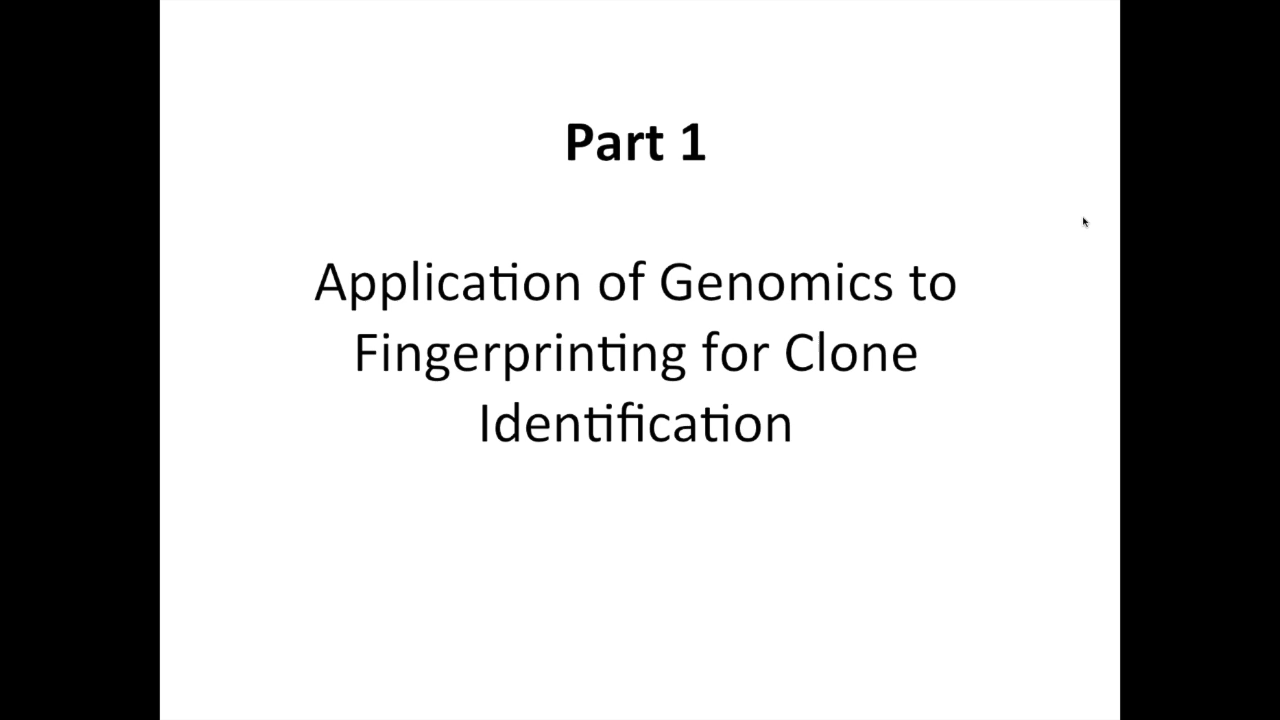 Part 1
Application of Genomics to
Fingerprinting for Clone
Identification